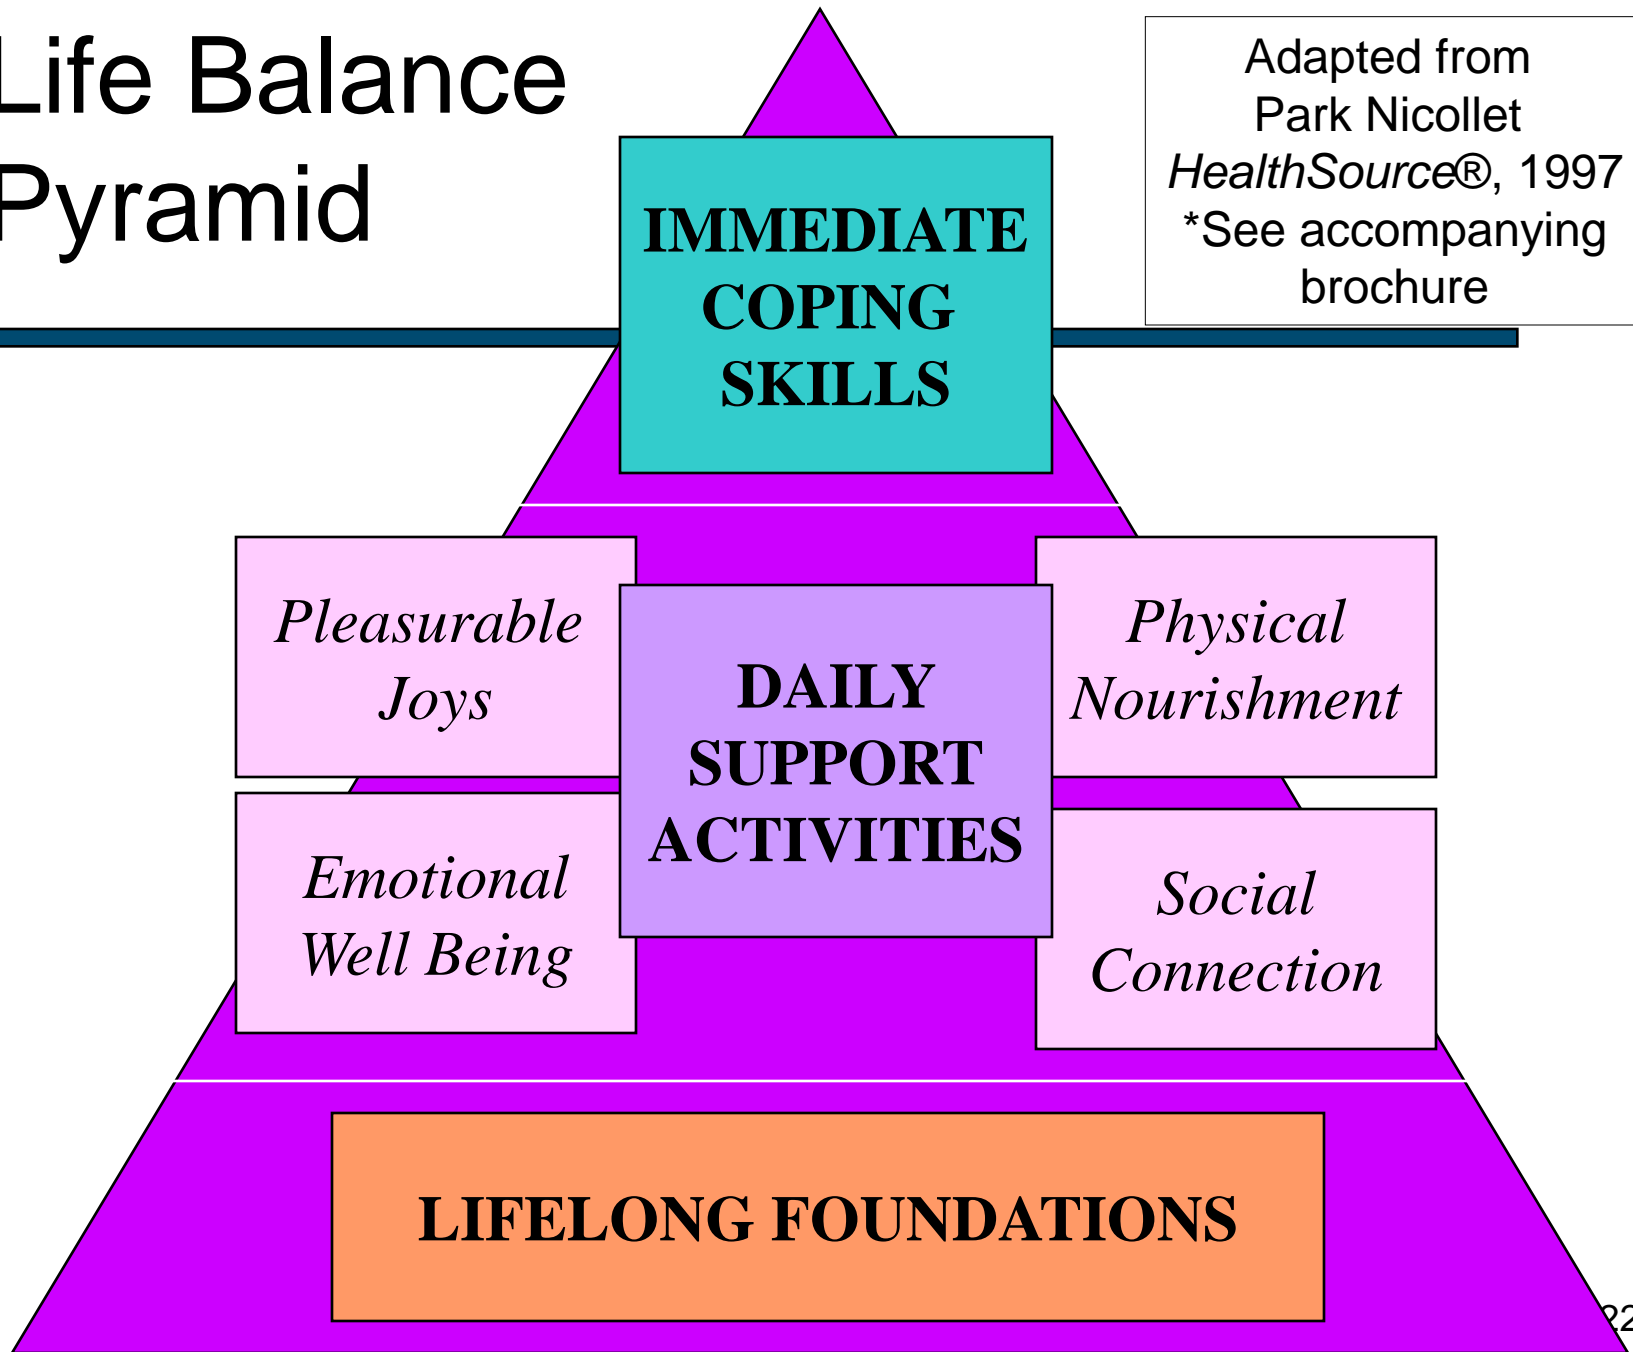 Life Balance
Pyramid
Adapted from
Park Nicollet
HealthSource®, 1997
*See accompanying
brochure
IMMEDIATE
COPING
SKILLS
Pleasurable
Joys
Physical
Nourishment
DAILY
SUPPORT
ACTIVITIES
Emotional
Well Being
Social
Connection
LIFELONG FOUNDATIONS
22